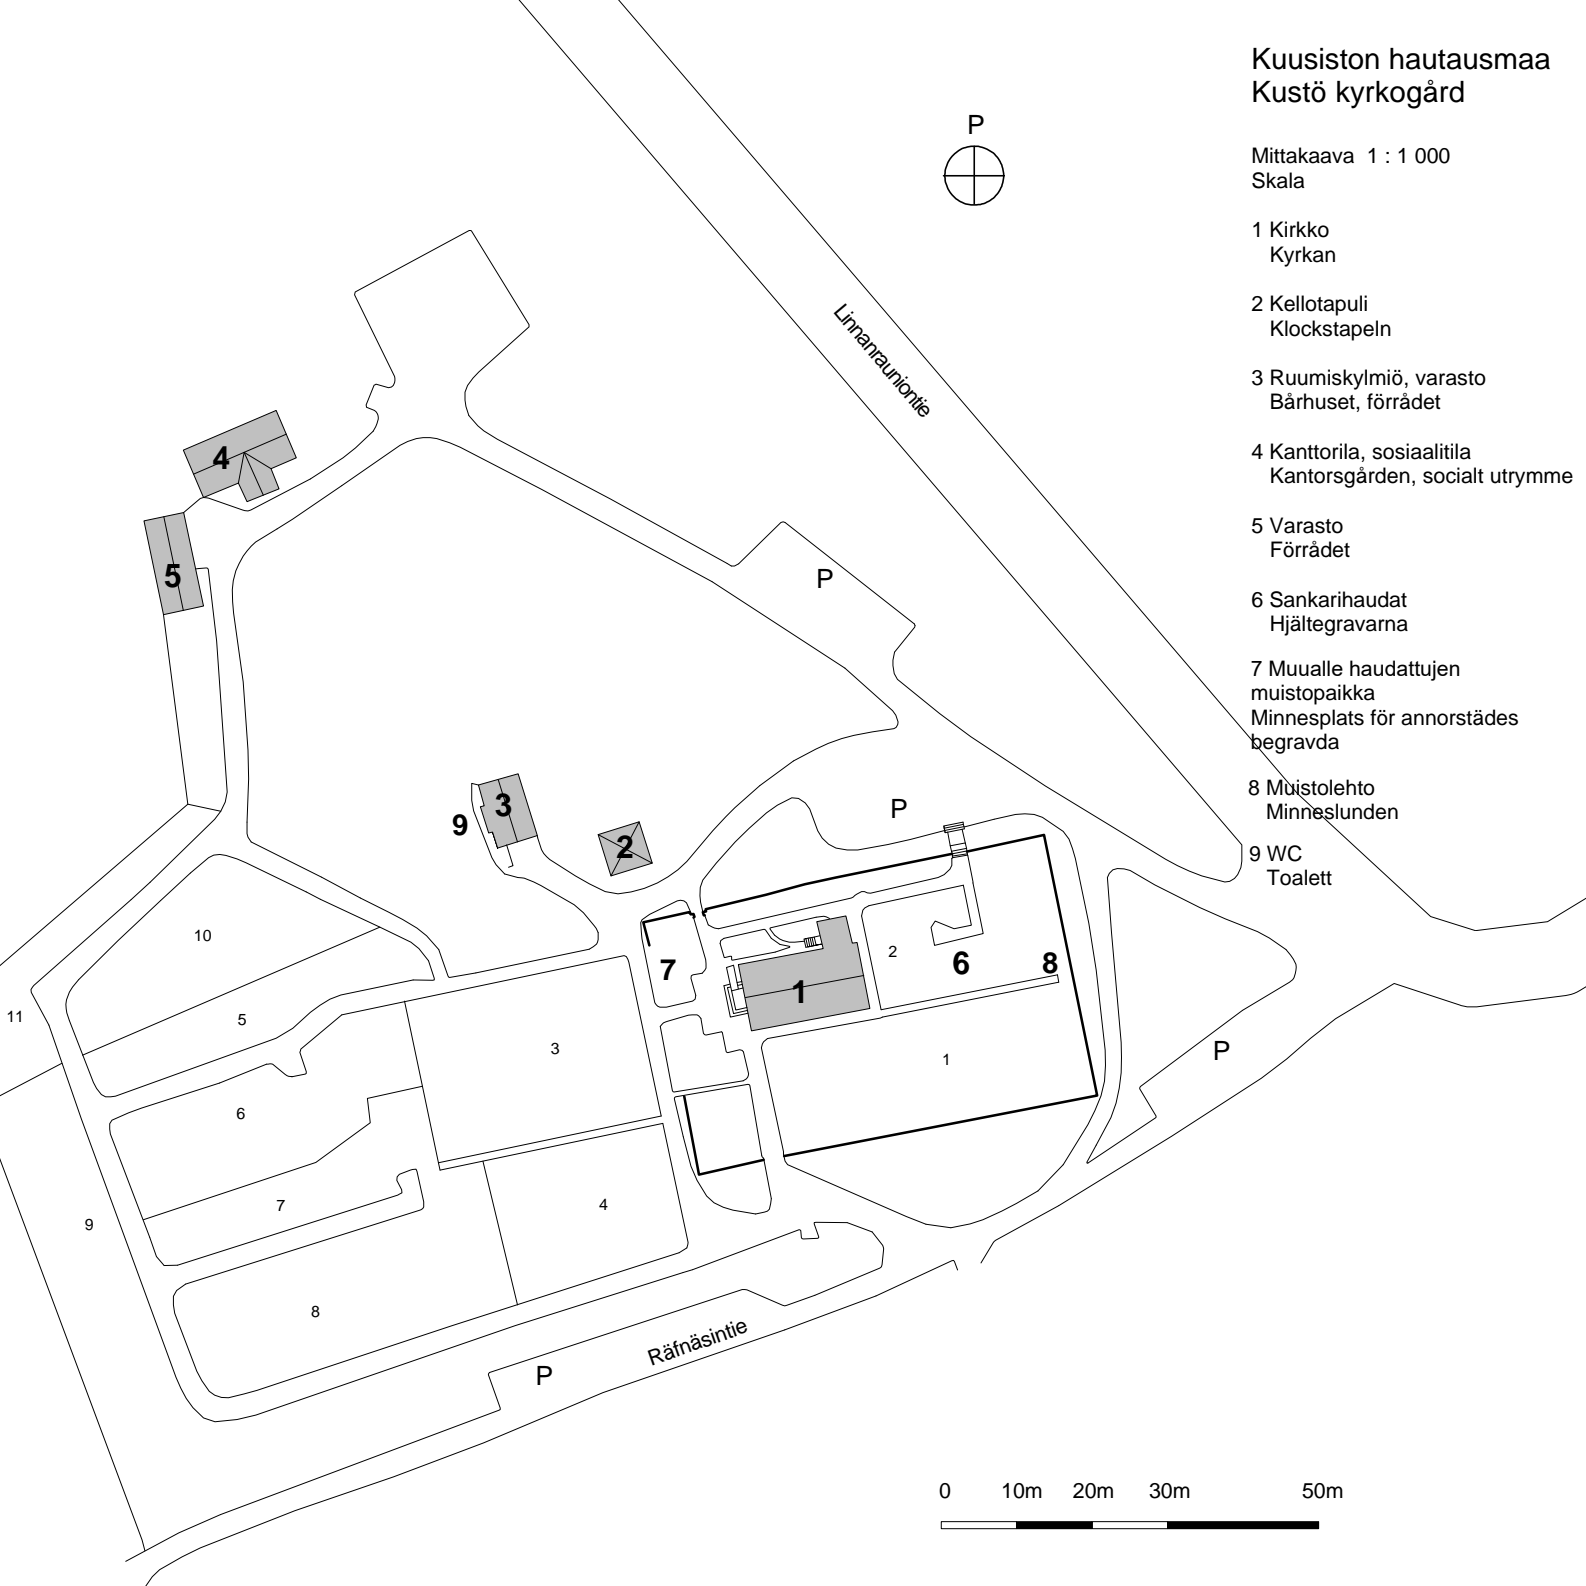 Kuusiston hautausmaa
Kustö kyrkogård
Mittakaava 1 : 1 000
Skala
1 Kirkko
Kyrkan
2 Kellotapuli
Klockstapeln
3 Ruumiskylmiö, varasto
Bårhuset, förrådet
4 Kanttorila, sosiaalitila
Kantorsgården, socialt utrymme
5 Varasto
Förrådet
6 Sankarihaudat
Hjältegravarna
7 Muualle haudattujen
muistopaikka
Minnesplats för annorstädes
begravda
8 Muistolehto
Minneslunden
9 WC
Toalett
P
Linnanrauniontie
4
5
P
3
9
2
P
10
7
2
6
8
1
11
5
3
1
P
6
7
4
9
8
Räfnäsintie
P
0 10m 20m 30m 50m